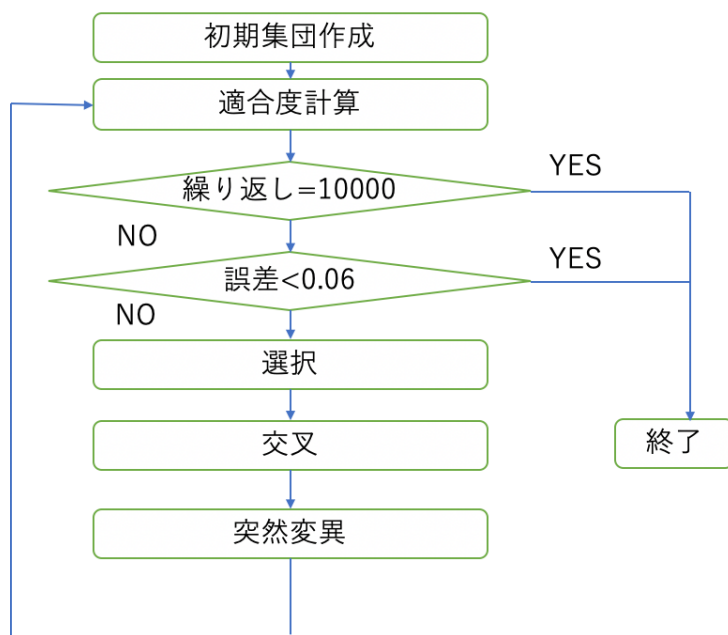 初期集団作成
適合度計算
繰り返し=10000
YES
NO
誤差<0.06
YES
NO
選択
交叉
終了
突然変異